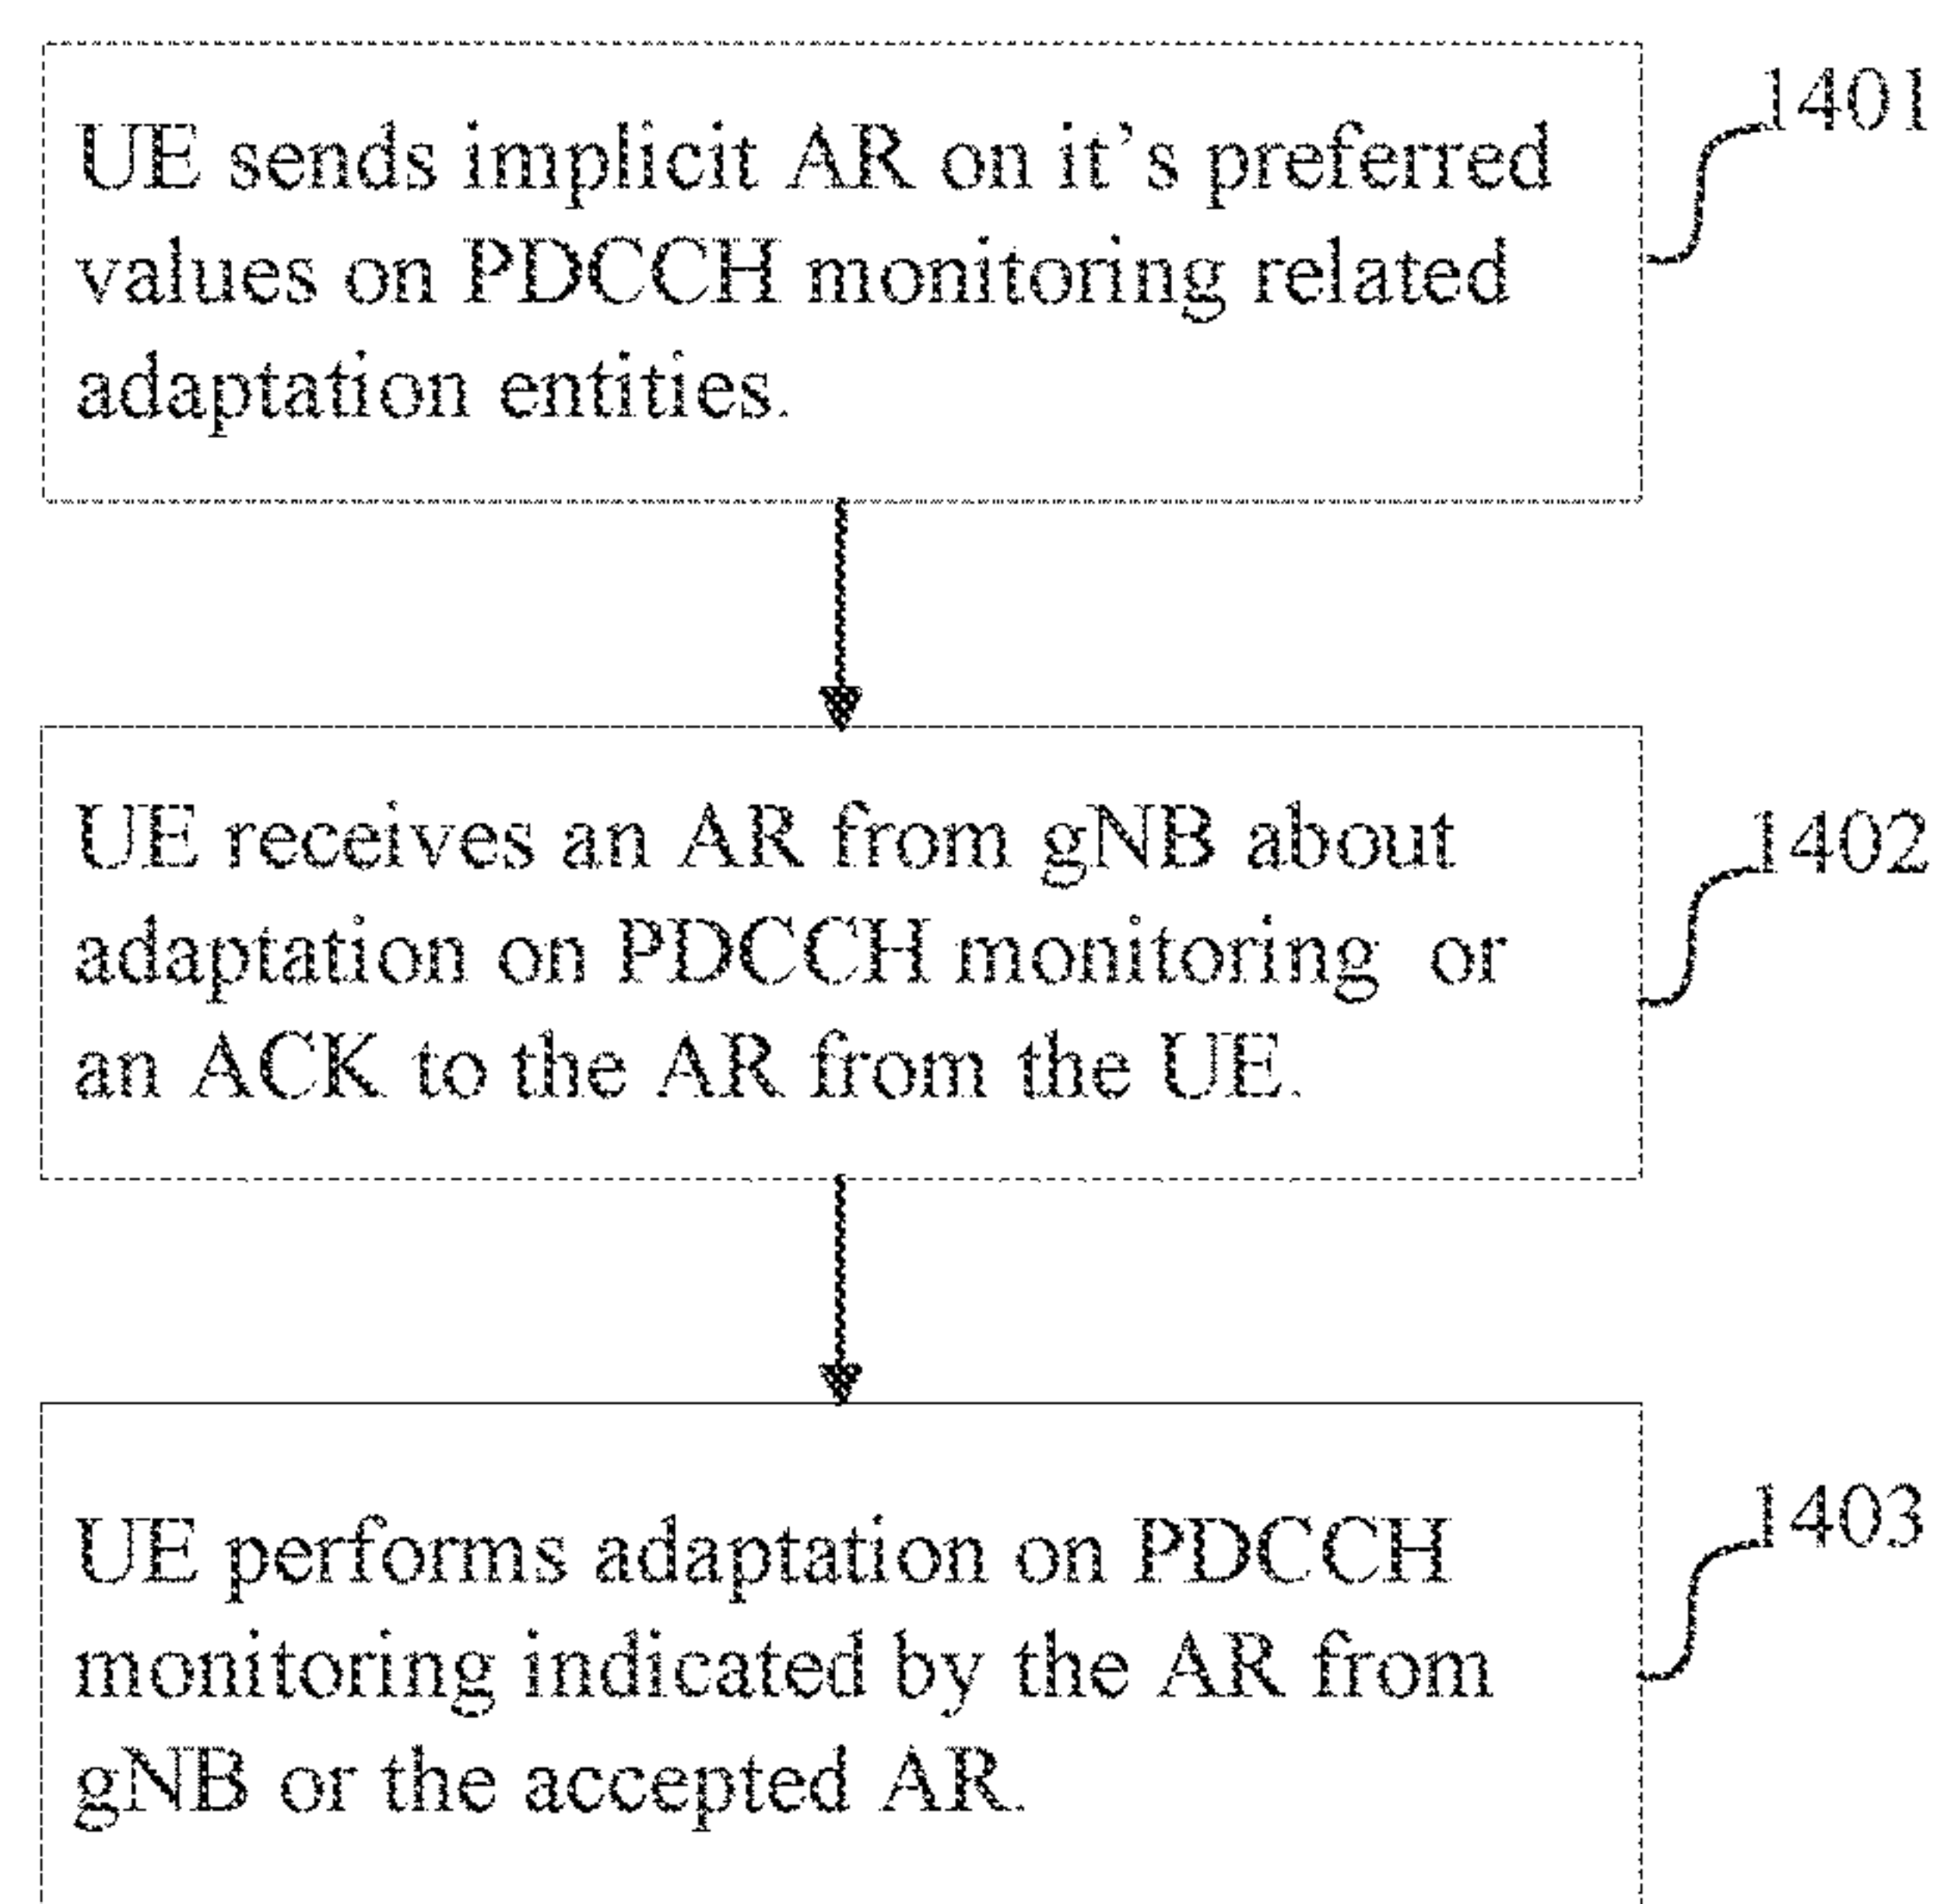 UE sends implicit AR on it's preferred
values on PDCCH monitoring related
adaptation entities.
1401
UE receives an AR from gNB about
adaptation on PDCCH monitoring or
an ACK to the AR from the UE.
1402
UE performs adaptation on PDCCH
monitoring indicated by the AR from
gNB or the accepted AR.
1403